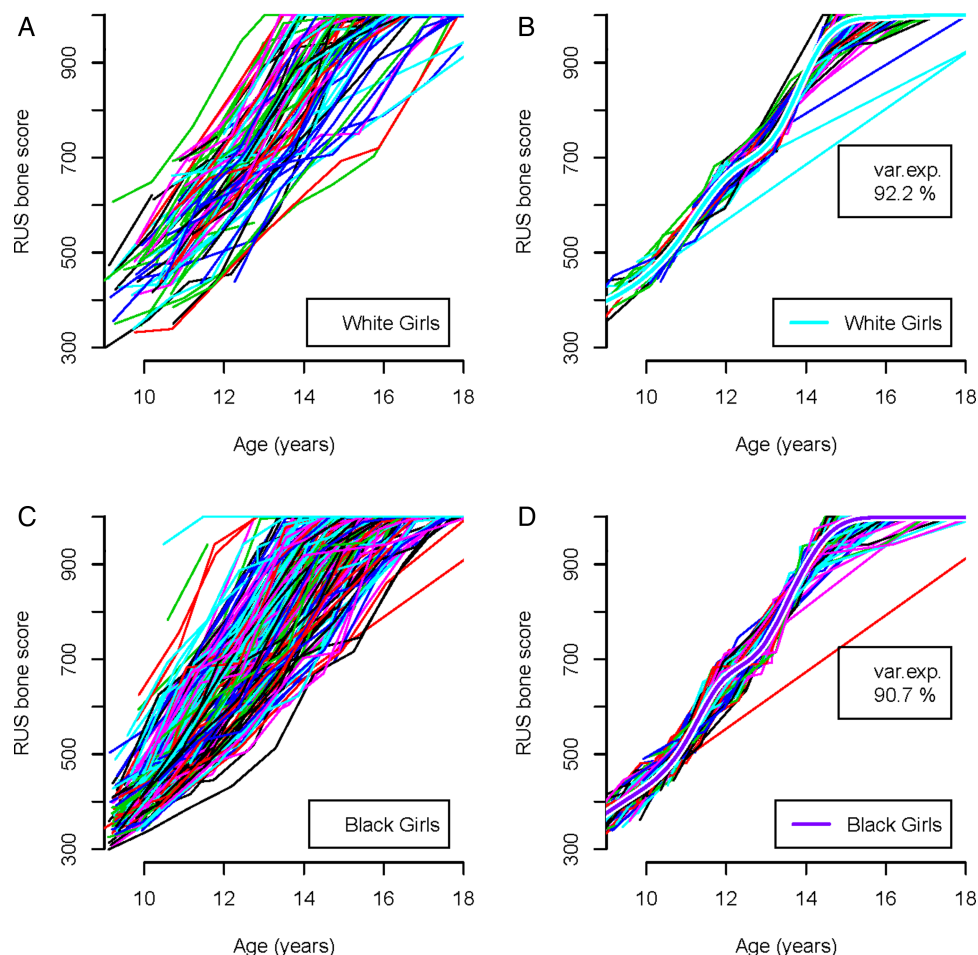 A
RUS bone score
900
700
500
300
White Girls
10 12 14 16 18
Age (years)
B
RUS bone score
900
700
500
300
var.exp.
92.2 %
White Girls
10 12 14 16 18
Age (years)
C
RUS bone score
900
700
500
300
Black Girls
10 12 14 16 18
Age (years)
D
RUS bone score
900
700
500
300
var.exp.
90.7 %
Black Girls
10 12 14 16 18
Age (years)